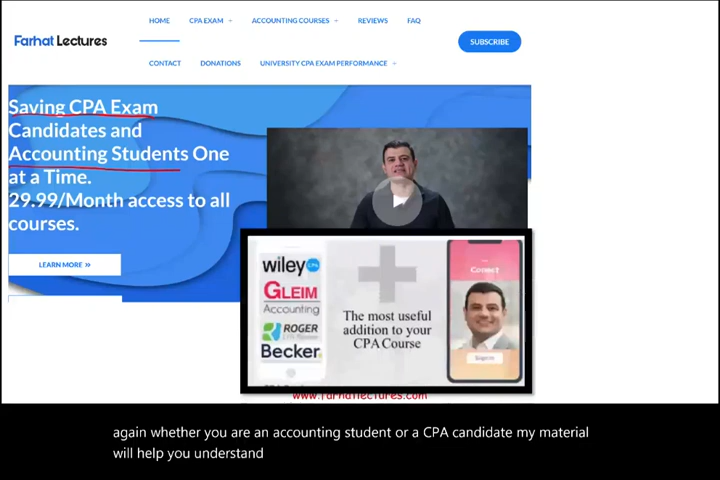 HOME CPA EXAM ACCOUNTING COURSES REVIEWS FAQ
Farhat Lectures
SUBSCRIBE
CONTACT DONATIONS UNIVERSITY CPA EXAM PERFORMANCE
Saving CPA Exam
Candidates and
Accounting Students One
at a Time.
29.99/Month access to all
courses.
LEARN MORE »
wiley CPA
GLEIM
Accounting
ROGER
Becker.
The most useful
addition to your
CPA Course
Conect
www.farhatlectures.com
again whether you are an accounting student or a CPA candidate my material
will help you understand